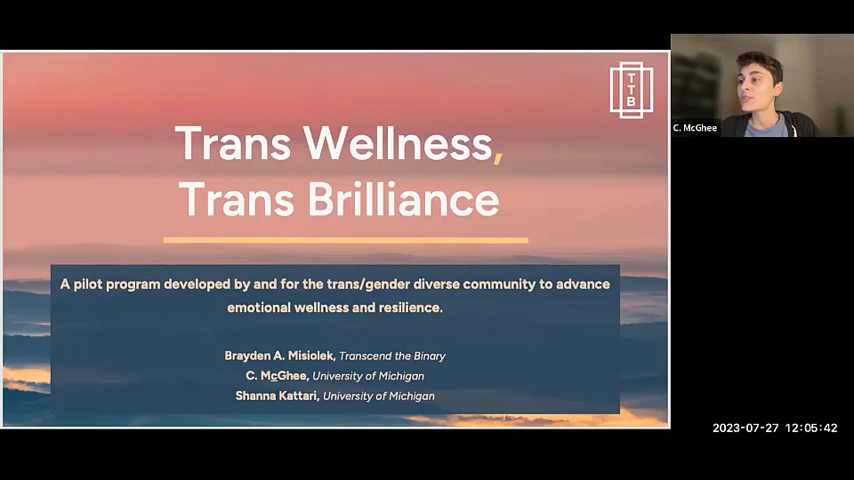 TTB
Trans Wellness,
Trans Brilliance
A pilot program developed by and for the trans/gender diverse community to advance
emotional wellness and resilience.
Brayden A. Misiolek, Transcend the Binary
C. McGhee, University of Michigan
Shanna Kattari, University of Michigan
C. McGhee
2023-07-27 12:05:42